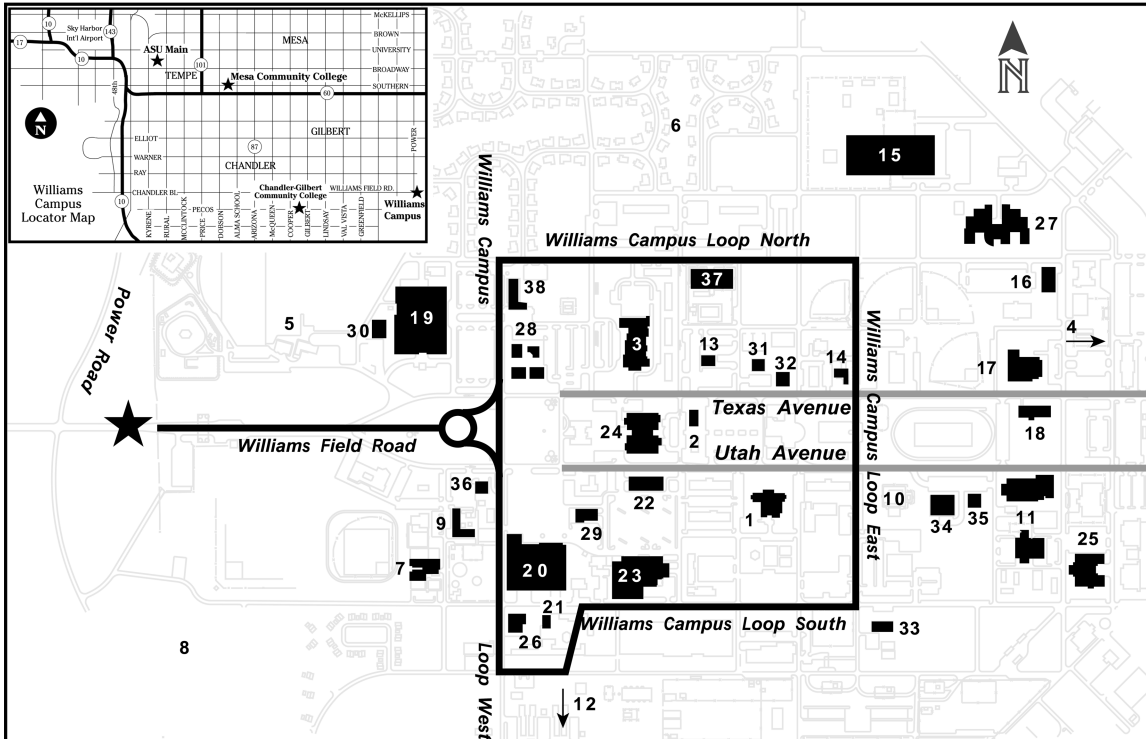 McKELLIPS
BROWN
UNIVERSITY
BROADWAY
SOUTHERN
10
143
17
Sky Harbor
Int'l Airport
10
ASU Main
TEMPE
101
MESA
Mesa Community College
48th
60
N
ELLIOT
WARNER
RAY
CHANDLER BL
87
GILBERT
CHANDLER
POWER
Chandler-Gilbert
Community College
WILLIAMS FIELD RD.
Williams
Campus
Williams
Campus
Locator Map
10
PECOS
KYRENE
RURAL
McCLINTOCK
PRICE
DOBSON
ALMA SCHOOL
ARIZONA
McQUEEN
COOPER
GILBERT
LINDSAY
VAL VISTA
GREENFIELD
N
6
15
27
16
4
17
18
Williams Campus Loop North
Williams Campus
Loop West
Williams Campus Loop East
Williams Campus Loop South
Power Road
Williams Field Road
Texas Avenue
Utah Avenue
5
30
19
38
28
37
3
13
31
32
14
24
2
22
1
36
9
7
29
20
23
21
26
10
34
35
11
25
33
8
12